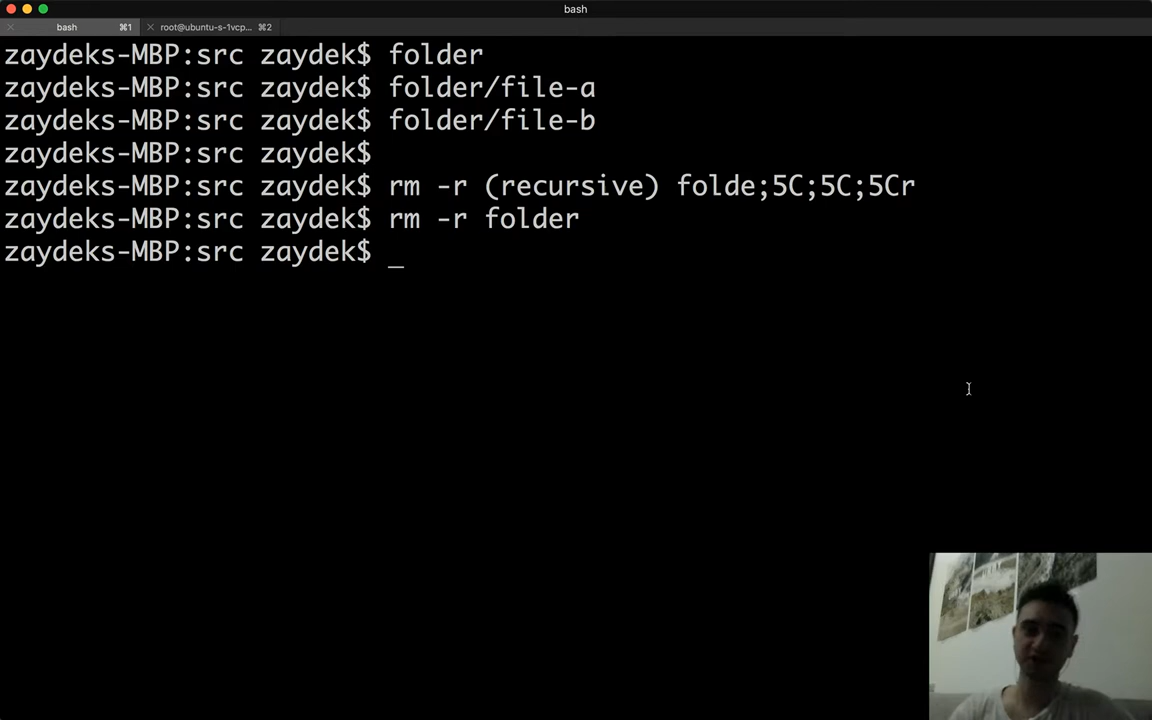 bash
bash ⌘1 root@ubuntu-s-1vcp... ⌘2
zaydeks-MBP:src zaydek$ folder
zaydeks-MBP:src zaydek$ folder/file-a
zaydeks-MBP:src zaydek$ folder/file-b
zaydeks-MBP:src zaydek$
zaydeks-MBP:src zaydek$ rm -r (recursive) folde;5C;5C;5Cr
zaydeks-MBP:src zaydek$ rm -r folder
zaydeks-MBP:src zaydek$ _